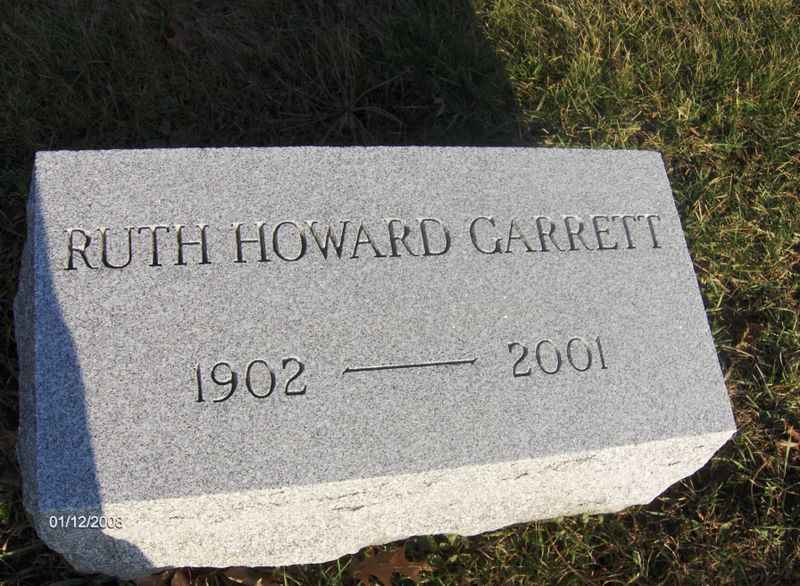 RUTH HOWARD GARRETT
1902 — 2001
01/12/2008